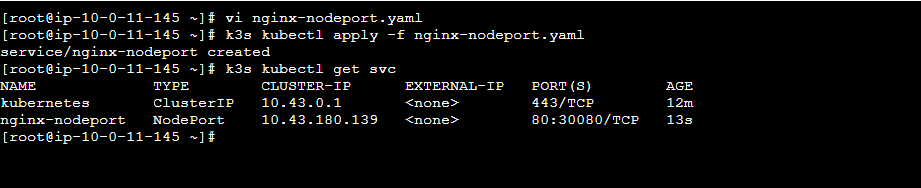 [root@ip-10-0-11-145 ~]# vi nginx-nodeport.yaml
[root@ip-10-0-11-145 ~]# k3s kubectl apply -f nginx-nodeport.yaml
service/nginx-nodeport created
[root@ip-10-0-11-145 ~]# k3s kubectl get svc
NAME             TYPE        CLUSTER-IP      EXTERNAL-IP   PORT(S)        AGE
kubernetes       ClusterIP   10.43.0.1       <none>        443/TCP        12m
nginx-nodeport   NodePort    10.43.180.139   <none>        80:30080/TCP   13s
[root@ip-10-0-11-145 ~]#